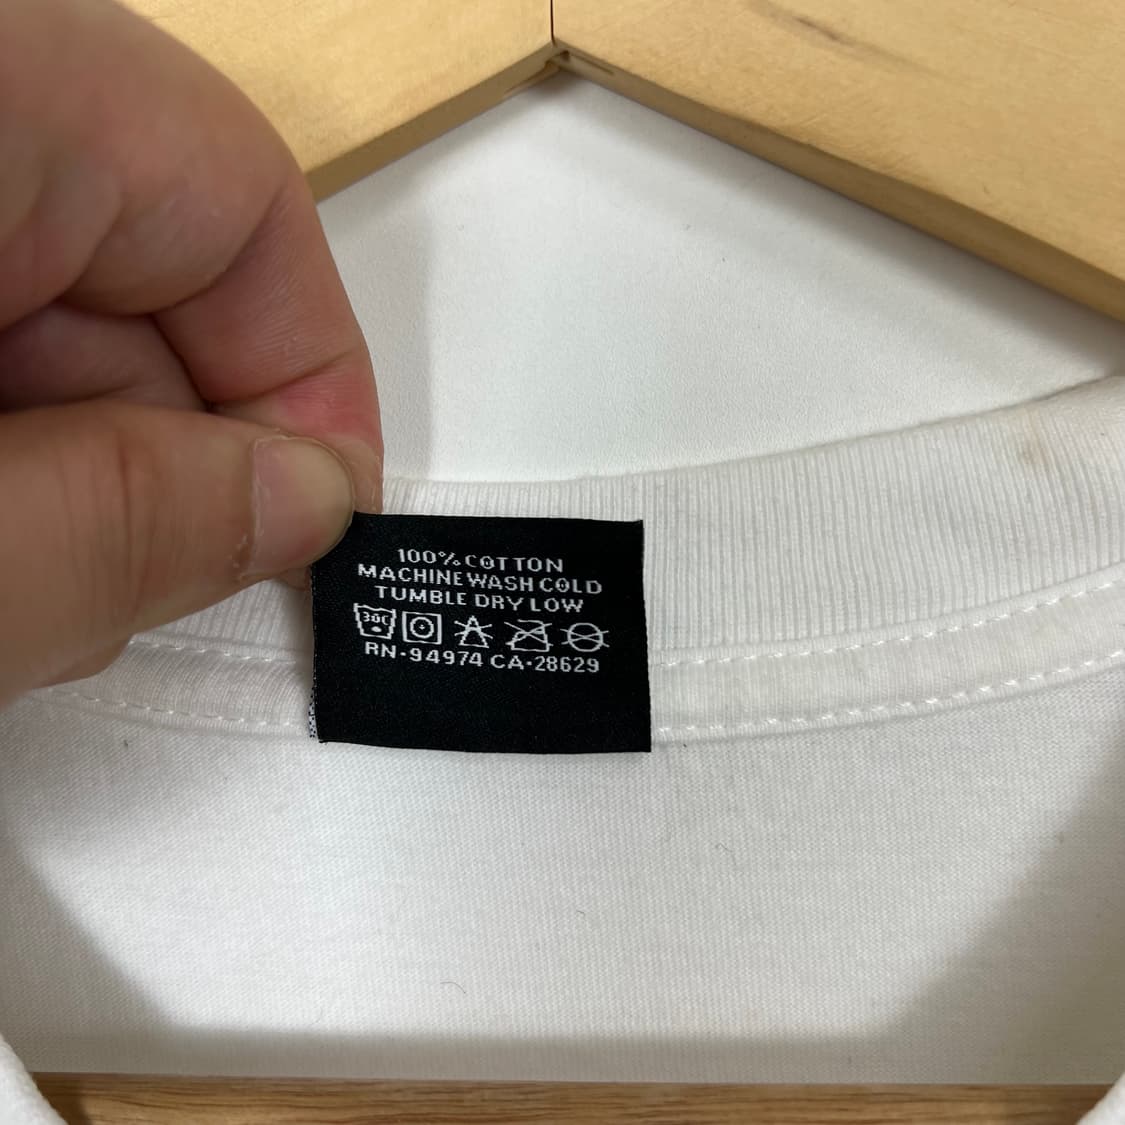 100% COTTON
MACHINE WASH COLD
TUMBLE DRY LOW
30C
RN-94974 CA-28629